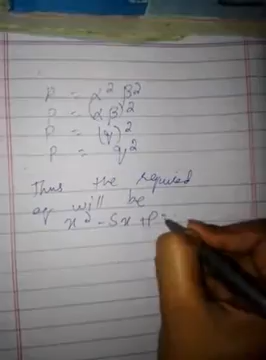 P = α² β²
P = (αβ)²
P = (q)²
P = q²
Thus the required
eq will be
x² - Sx + P =